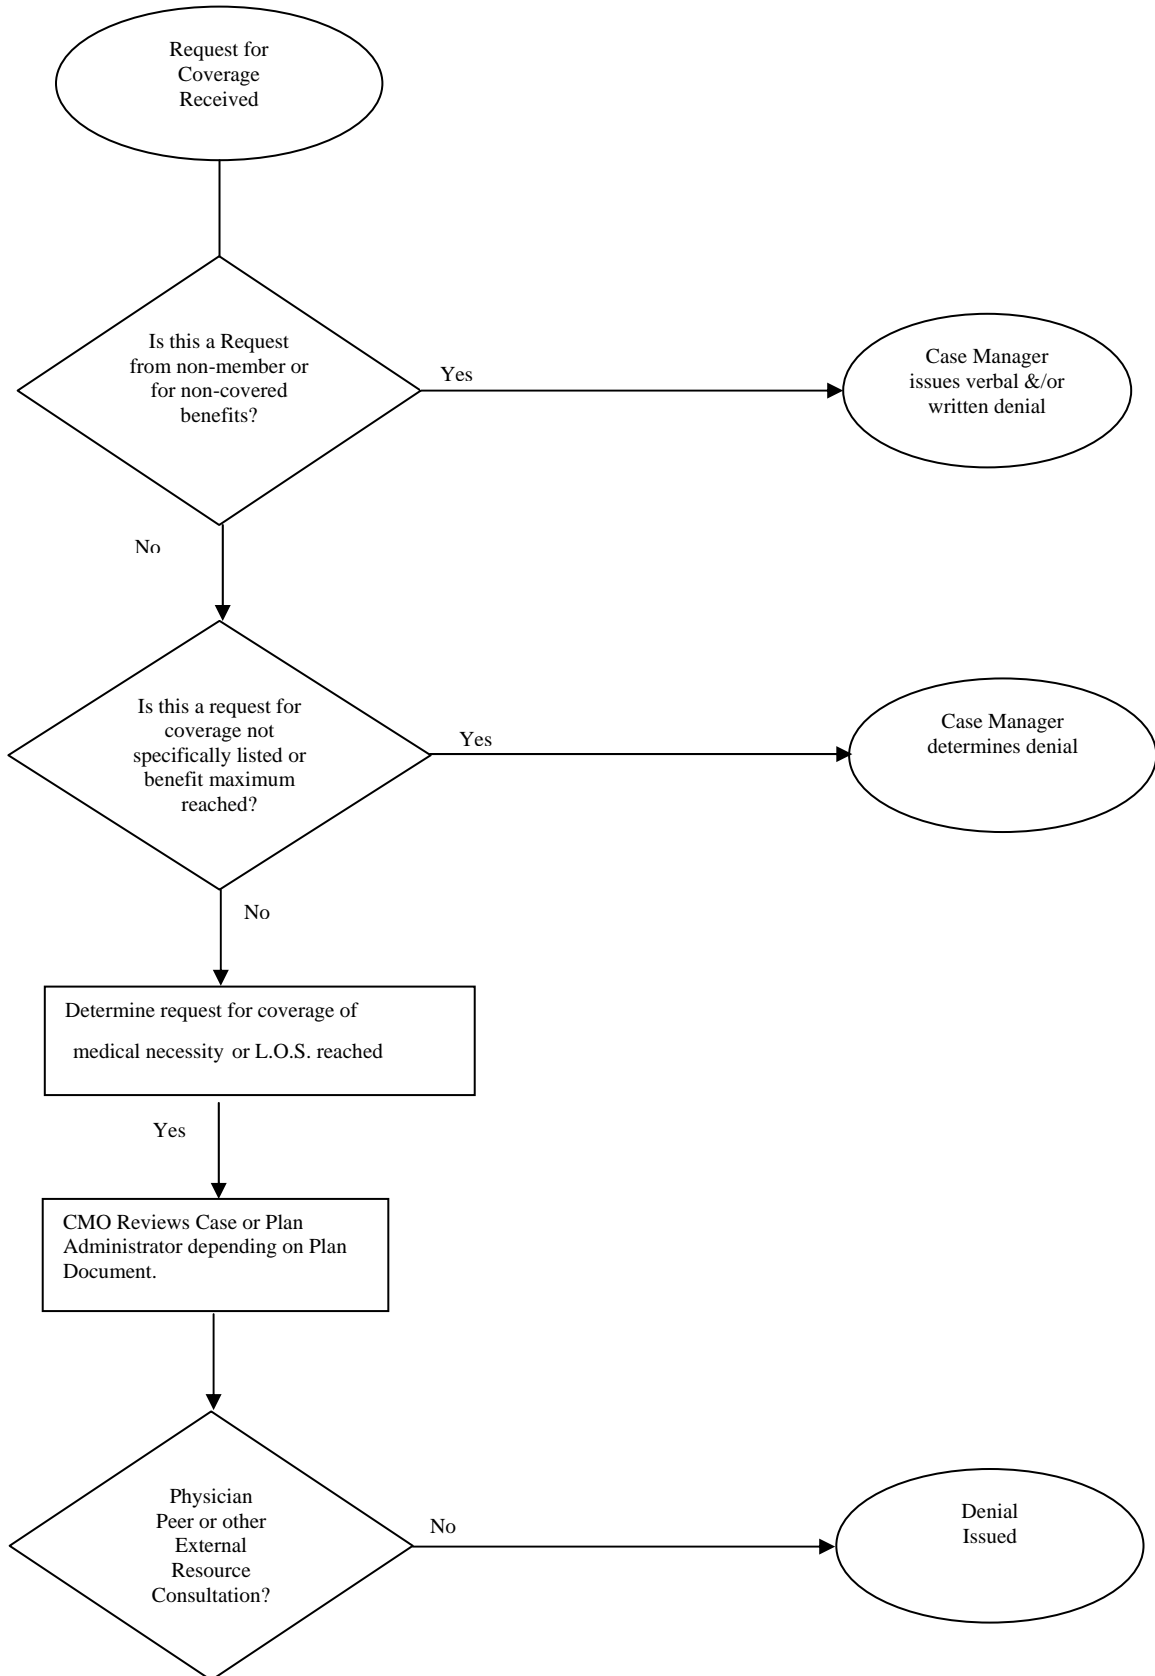 Request for
Coverage
Received
Is this a Request
from non-member or
for non-covered
benefits?
Yes
Case Manager
issues verbal &/or
written denial
No
Is this a request for
coverage not
specifically listed or
benefit maximum
reached?
Yes
Case Manager
determines denial
No
Determine request for coverage of
medical necessity or L.O.S. reached
Yes
CMO Reviews Case or Plan
Administrator depending on Plan
Document.
Physician
Peer or other
External
Resource
Consultation?
No
Denial
Issued